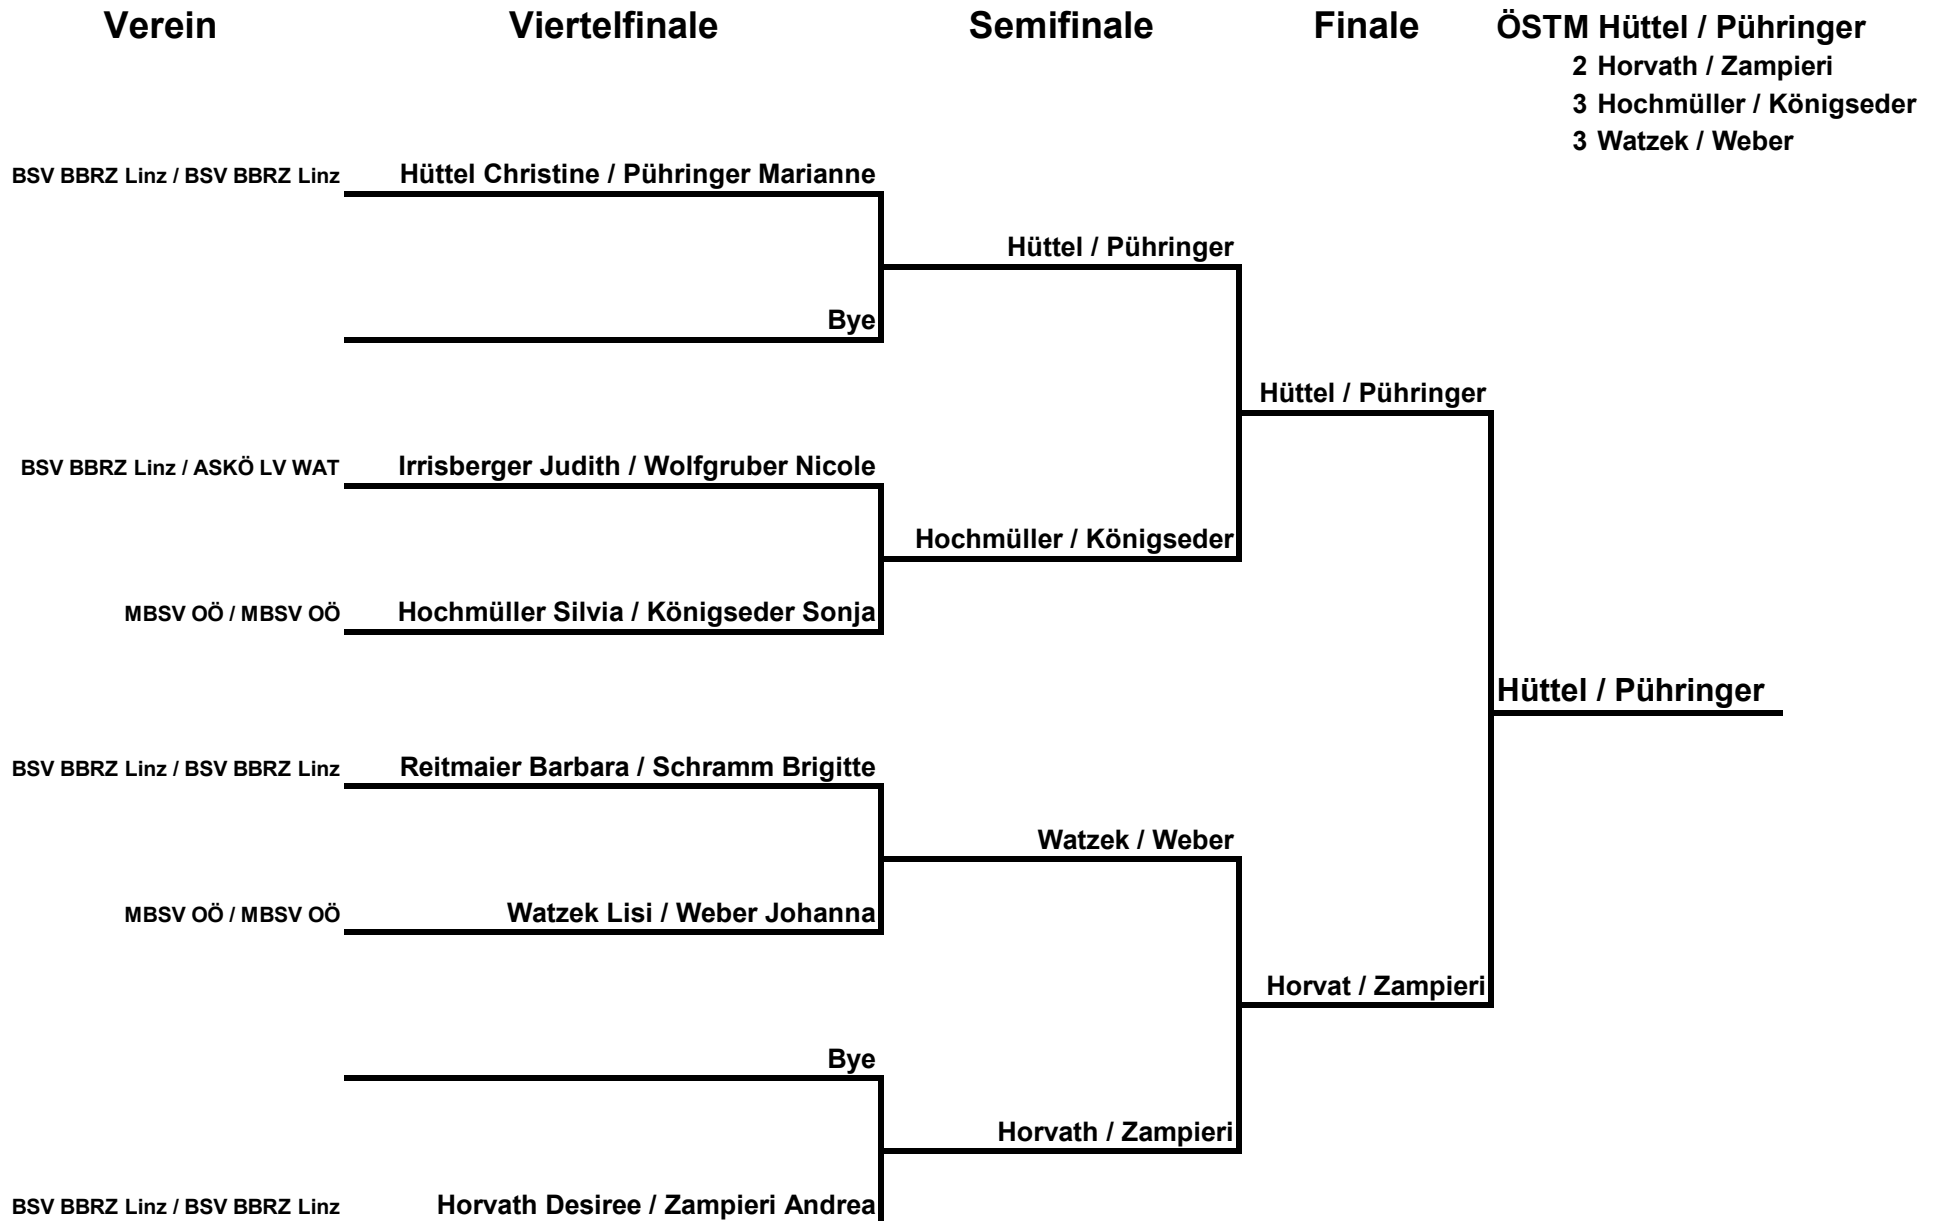 Verein Viertelfinale Semifinale Finale ÖSTM Hüttel / Pühringer
2 Horvath / Zampieri
3 Hochmüller / Königseder
3 Watzek / Weber
BSV BBRZ Linz / BSV BBRZ Linz Hüttel Christine / Pühringer Marianne
Hüttel / Pühringer
Bye
Hüttel / Pühringer
BSV BBRZ Linz / ASKÖ LV WAT Irrisberger Judith / Wolfgruber Nicole
Hochmüller / Königseder
MBSV OÖ / MBSV OÖ Hochmüller Silvia / Königseder Sonja
Hüttel / Pühringer
BSV BBRZ Linz / BSV BBRZ Linz Reitmaier Barbara / Schramm Brigitte
Watzek / Weber
MBSV OÖ / MBSV OÖ Watzek Lisi / Weber Johanna
Horvat / Zampieri
Bye
Horvath / Zampieri
BSV BBRZ Linz / BSV BBRZ Linz Horvath Desiree / Zampieri Andrea